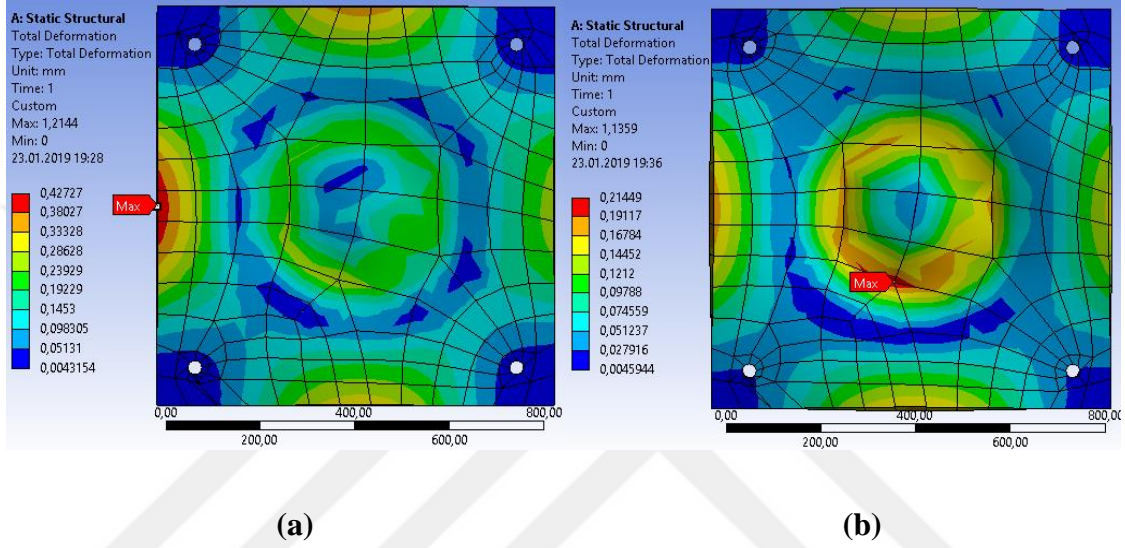 A: Static Structural
Total Deformation
Type: Total Deformation
Unit: mm
Time: 1
Custom
Max: 1,2144
Min: 0
23.01.2019 19:28
0,42727
0,38027
0,33328
0,28628
0,23929
0,19229
0,1453
0,098305
0,05131
0,0043154
Max
0,00
400,00
800,00
200,00
600,00
A: Static Structural
Total Deformation
Type: Total Deformation
Unit: mm
Time: 1
Custom
Max: 1,1359
Min: 0
23.01.2019 19:36
0,21449
0,19117
0,16784
0,14452
0,1212
0,09788
0,074559
0,051237
0,027916
0,0045944
Max
0,00
400,00
800,00
200,00
600,00
(a)
(b)